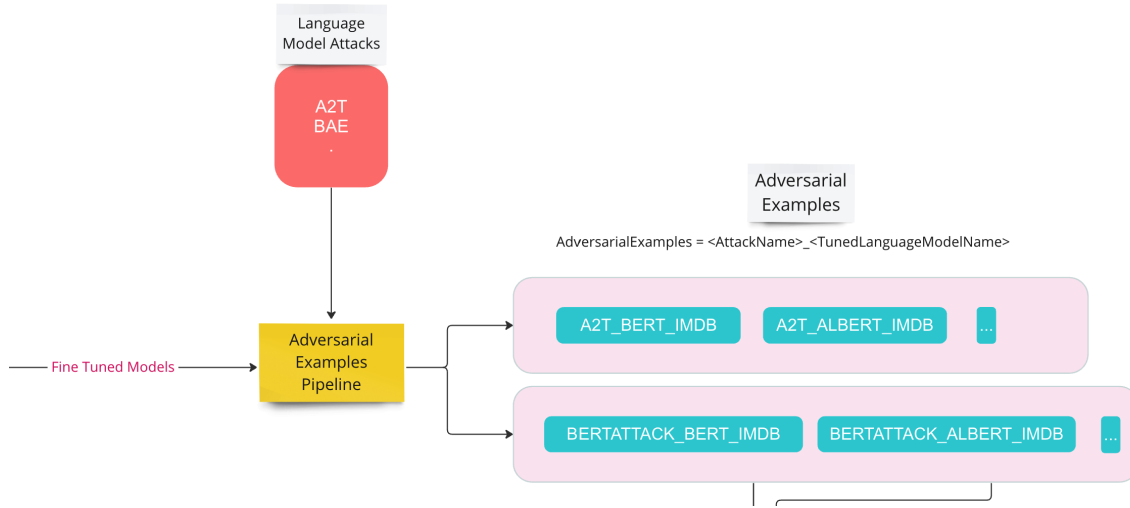 Language
Model Attacks
A2T
BAE
.
Adversarial
Examples
AdversarialExamples = <AttackName>_<TunedLanguageModelName>
A2T_BERT_IMDB
A2T_ALBERT_IMDB
...
Fine Tuned Models
Adversarial
Examples
Pipeline
BERTATTACK_BERT_IMDB
BERTATTACK_ALBERT_IMDB
...